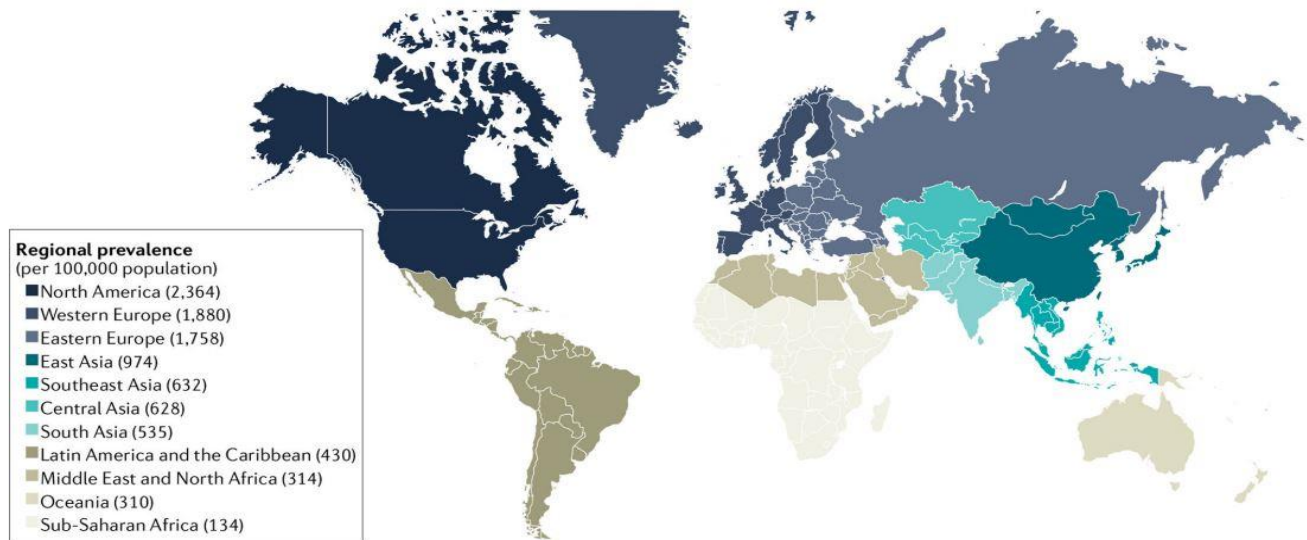 Regional prevalence
(per 100,000 population)
North America (2,364)
Western Europe (1,880)
Eastern Europe (1,758)
East Asia (974)
Southeast Asia (632)
Central Asia (628)
South Asia (535)
Latin America and the Caribbean (430)
Middle East and North Africa (314)
Oceania (310)
Sub-Saharan Africa (134)